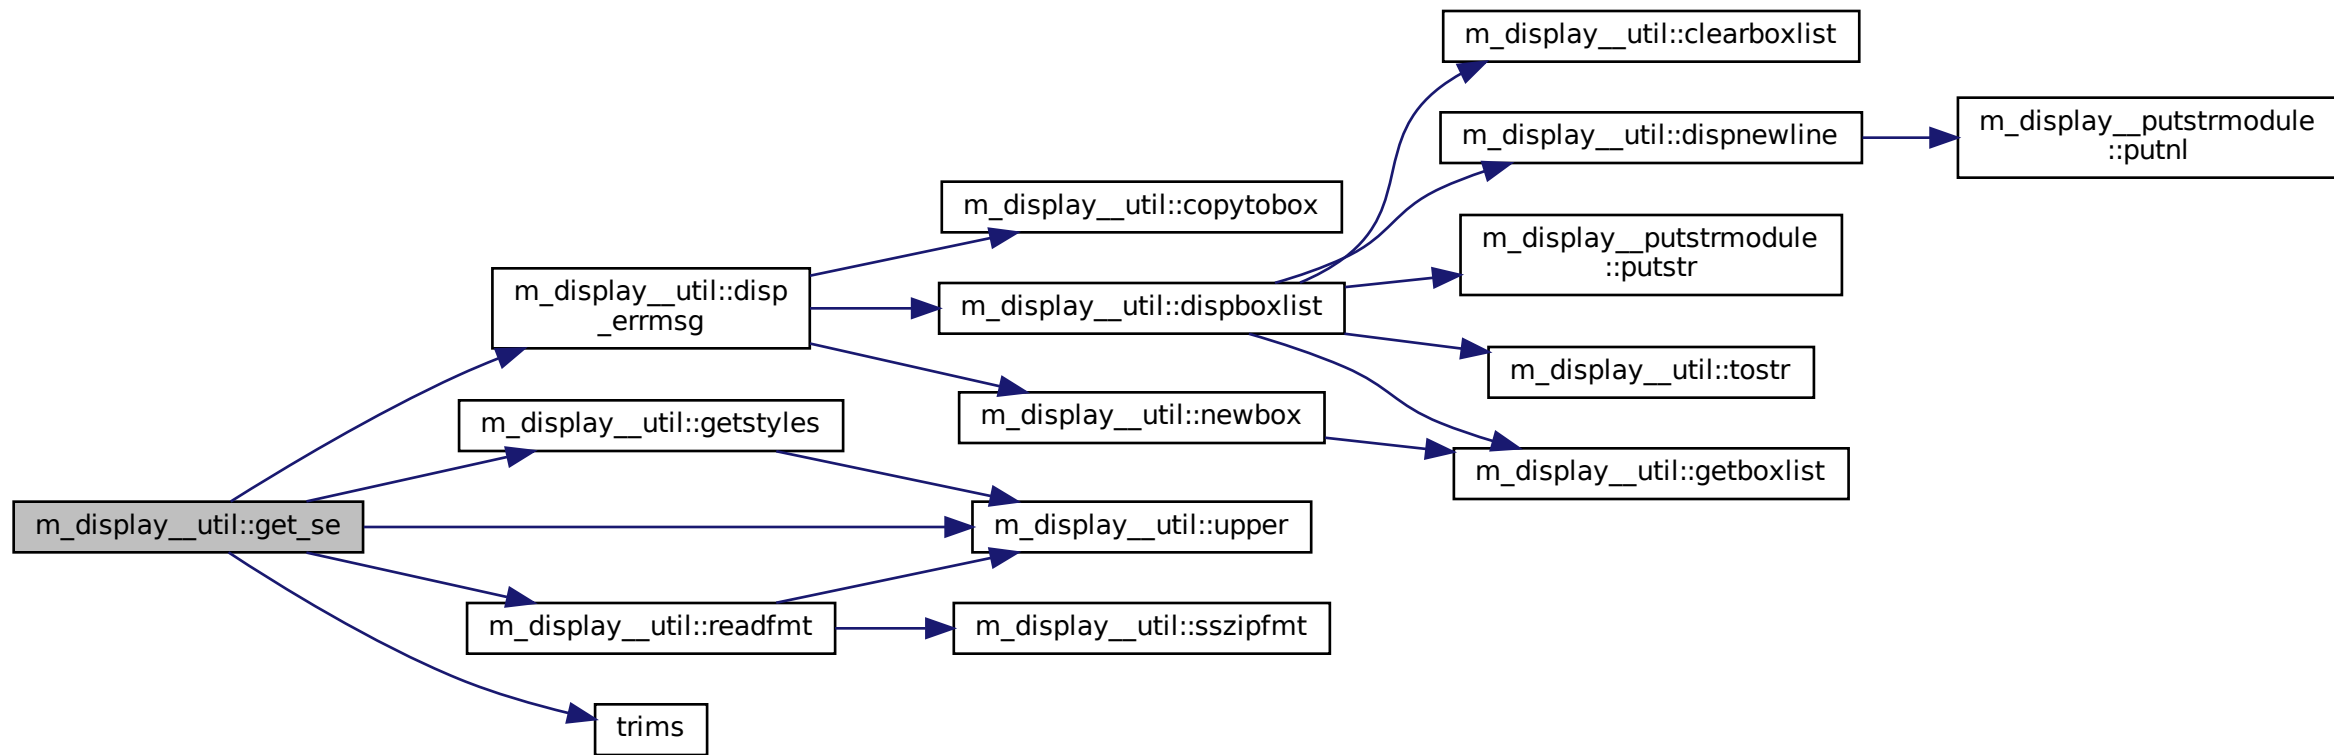 m_display__util::clearboxlist
m_display__util::dispnewline
m_display__putstrmodule
::putnl
m_display__util::copytobox
m_display__putstrmodule
::putstr
m_display__util::disp
_errmsg
m_display__util::dispboxlist
m_display__util::tostr
m_display__util::getstyles
m_display__util::newbox
m_display__util::getboxlist
m_display__util::get_se
m_display__util::upper
m_display__util::readfmt
m_display__util::sszipfmt
trims